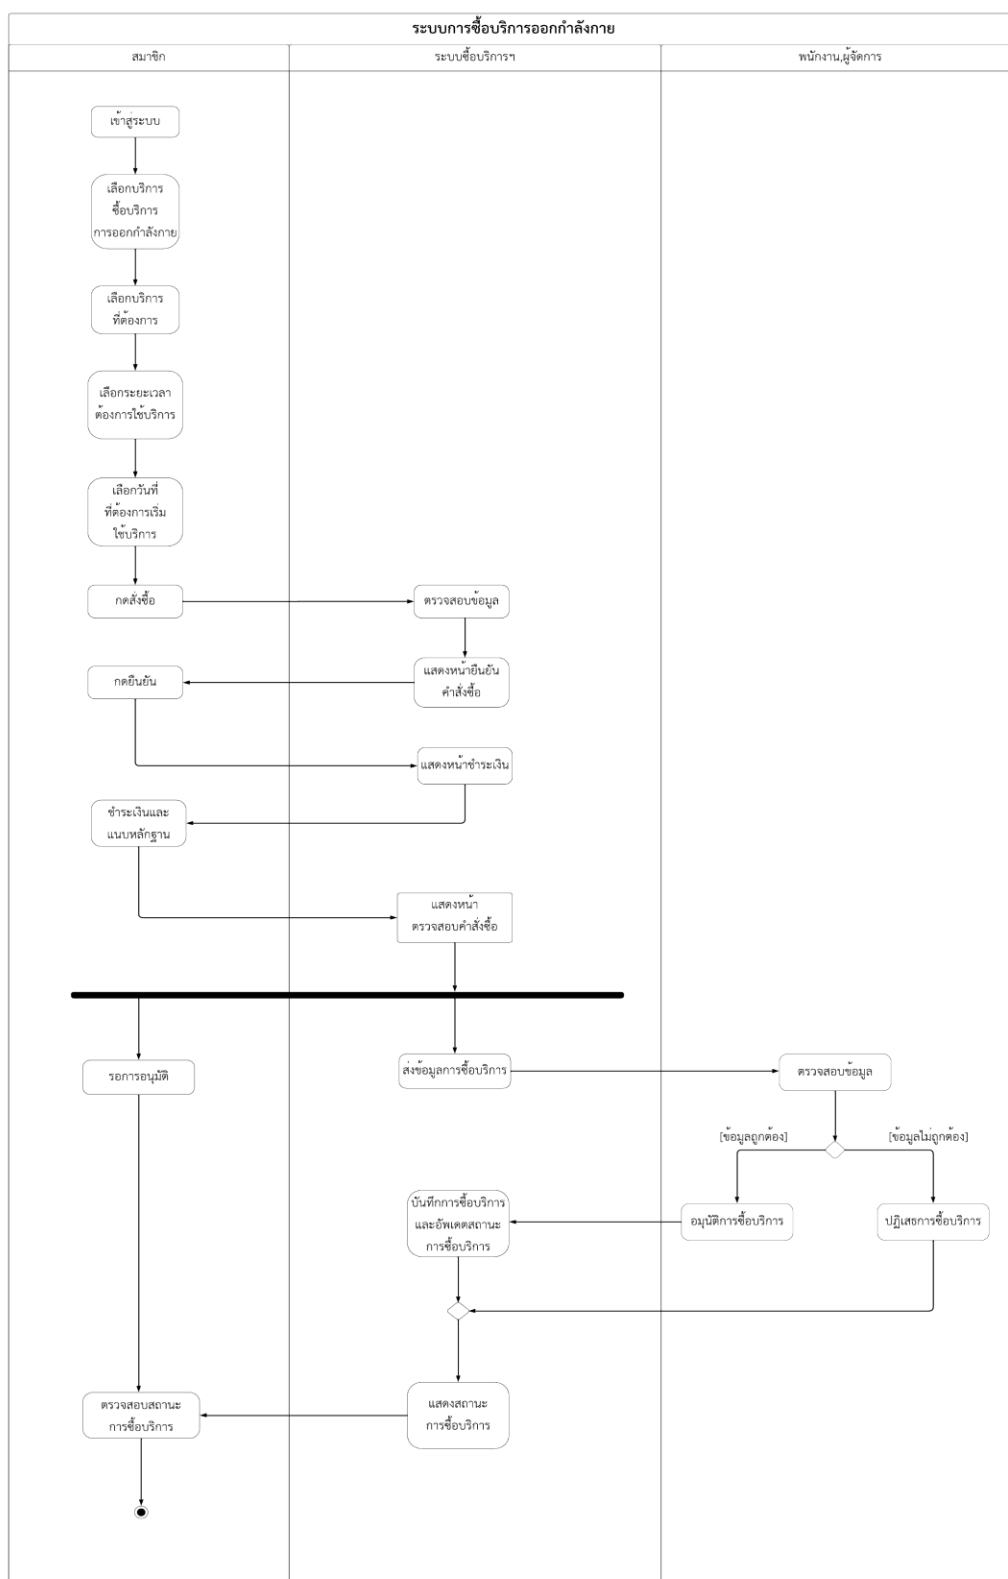 ระบบการซื้อบริการออกกำลังกาย
สมาชิก
ระบบซื้อบริการฯ
พนักงาน,ผู้จัดการ
เข้าสู่ระบบ
เลือกบริการ
ซื้อบริการ
การออกกำลังกาย
เลือกบริการ
ที่ต้องการ
เลือกระยะเวลา
ต้องการใช้บริการ
เลือกวันที่
ที่ต้องการเริ่ม
ใช้บริการ
กดสั่งซื้อ
ตรวจสอบข้อมูล
แสดงหน้ายืนยัน
คำสั่งซื้อ
กดยืนยัน
แสดงหน้าชำระเงิน
ชำระเงินและ
แนบหลักฐาน
แสดงหน้า
ตรวจสอบคำสั่งซื้อ
รอการอนุมัติ
ส่งข้อมูลการซื้อบริการ
ตรวจสอบข้อมูล
[ข้อมูลถูกต้อง]
[ข้อมูลไม่ถูกต้อง]
บันทึกการซื้อบริการ
และอัพเดตสถานะ
การซื้อบริการ
อมุนัติการซื้อบริการ
ปฏิเสธการซื้อบริการ
ตรวจสอบสถานะ
การซื้อบริการ
แสดงสถานะ
การซื้อบริการ